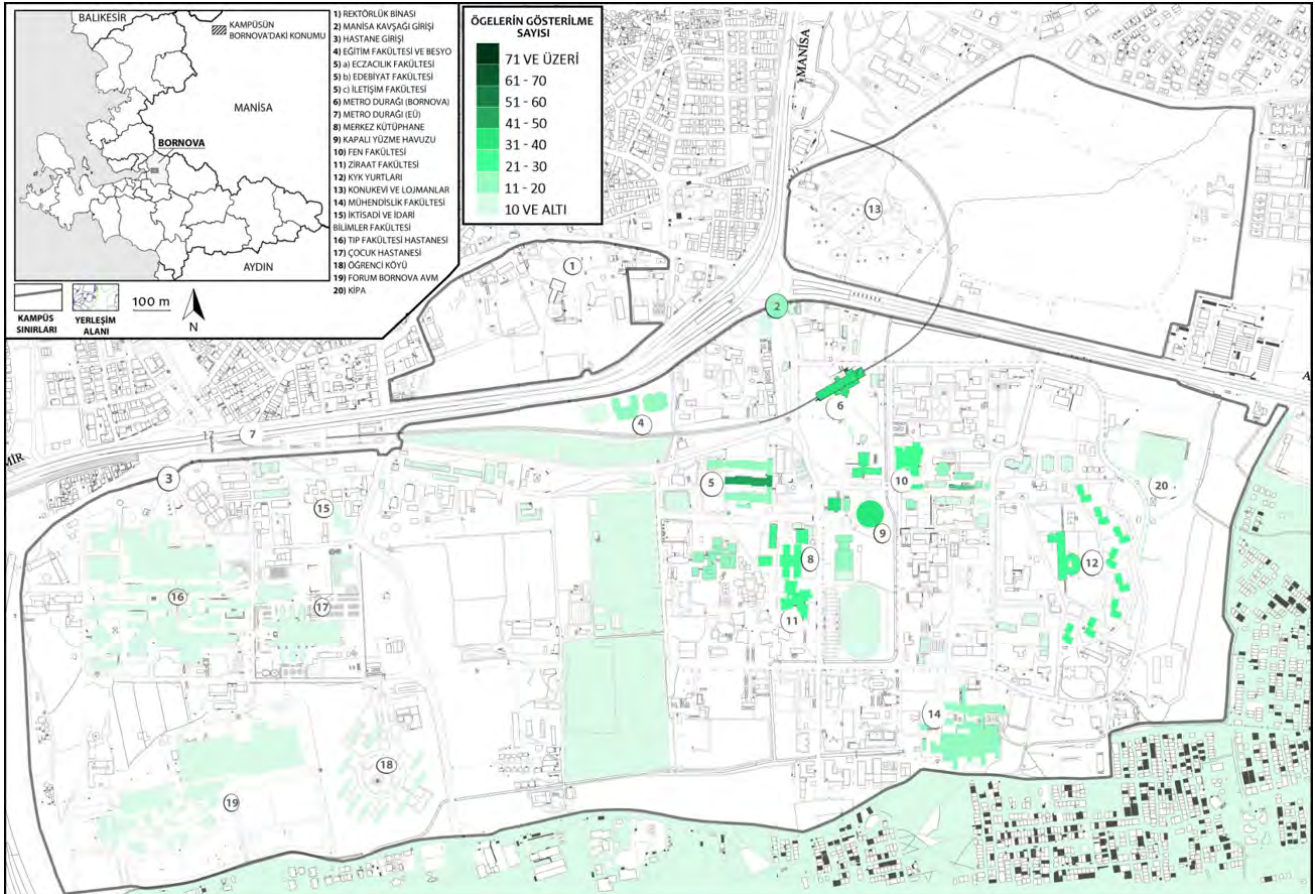 BALIKESİR
MANİSA
BORNOVA
AYDIN
KAMPÜSÜN
BORNOVA'DAKİ KONUMU
KAMPÜS
SINIRLARI
YERLEŞİM
ALANI
100 m
N
1) REKTÖRLÜK BİNASI
2) MANİSA KAVŞAĞI GİRİŞİ
3) HASTANE GİRİŞİ
4) EĞİTİM FAKÜLTESİ VE BESYO
5) a) ECZACILIK FAKÜLTESİ
5) b) EDEBİYAT FAKÜLTESİ
5) c) İLETİŞİM FAKÜLTESİ
6) METRO DURAĞI (BORNOVA)
7) METRO DURAĞI (EÜ)
8) MERKEZ KÜTÜPHANE
9) KAPALI YÜZME HAVUZU
10) FEN FAKÜLTESİ
11) ZİRAAT FAKÜLTESİ
12) KYK YURTLARI
13) KONUKEVİ VE LOJMANLAR
14) MÜHENDİSLİK FAKÜLTESİ
15) İKTİSADİ VE İDARİ
BİLİMLER FAKÜLTESİ
16) TIP FAKÜLTESİ HASTANESİ
17) ÇOCUK HASTANESİ
18) ÖĞRENCİ KÖYÜ
19) FORUM BORNOVA AVM
20) KİPA
ÖGELERİN GÖSTERİLME
SAYISI
71 VE ÜZERİ
61 - 70
51 - 60
41 - 50
31 - 40
21 - 30
11 - 20
10 VE ALTI
MANİSA
13
1
2
6
4
7
MİR
3
5
10
20
15
9
8
12
16
17
11
14
18
19